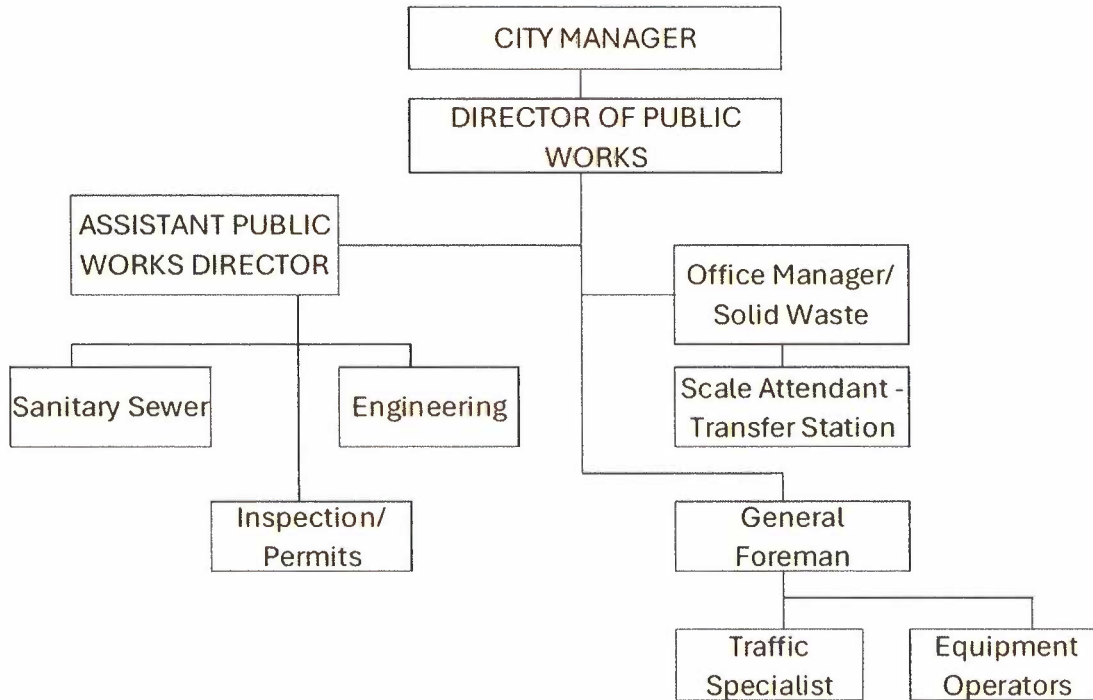 CITY MANAGER
DIRECTOR OF PUBLIC
WORKS
ASSISTANT PUBLIC
WORKS DIRECTOR
Office Manager/
Solid Waste
Sanitary Sewer
Engineering
Scale Attendant -
Transfer Station
Inspection/
Permits
General
Foreman
Traffic
Specialist
Equipment
Operators